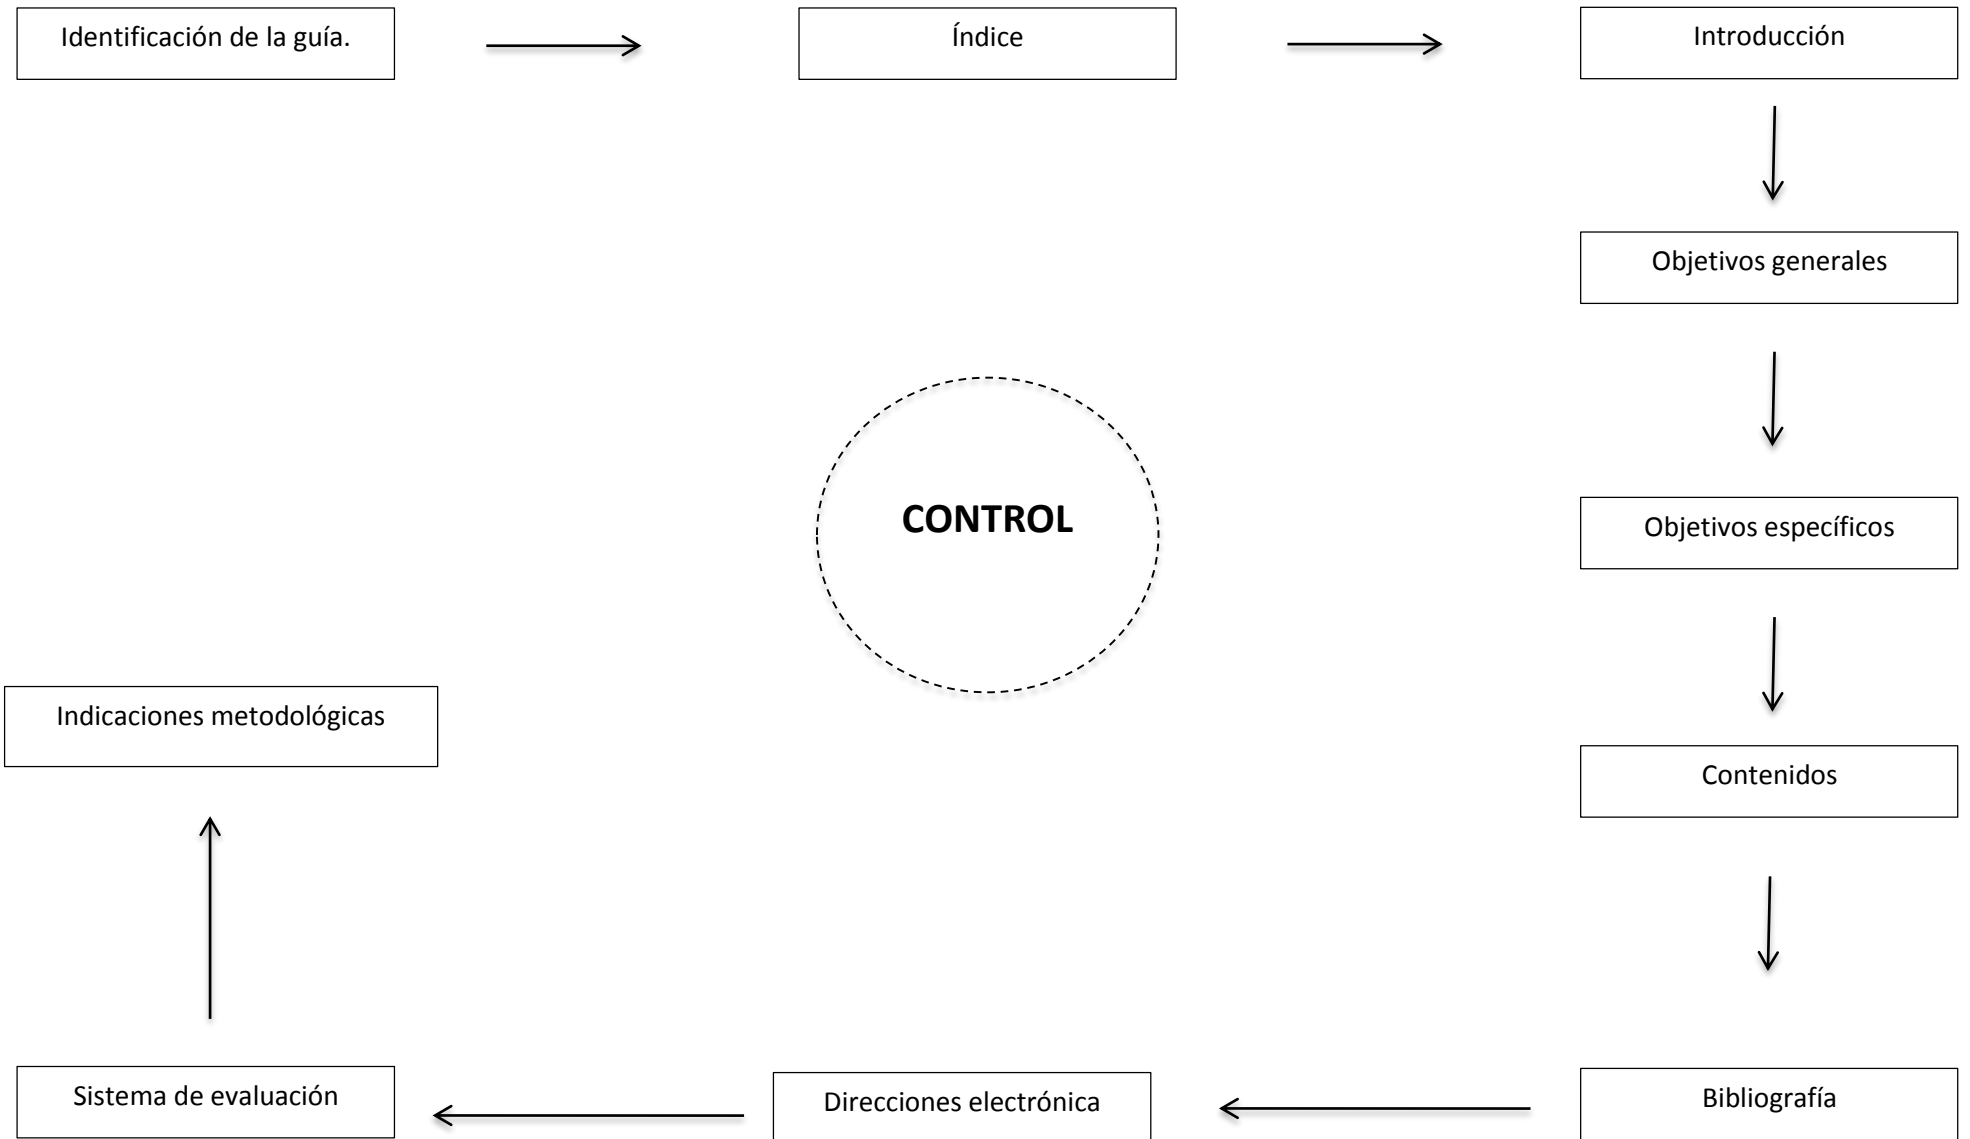 Identificación de la guía.
Índice
Introducción
Objetivos generales
CONTROL
Objetivos específicos
Indicaciones metodológicas
Contenidos
Sistema de evaluación
Direcciones electrónica
Bibliografía